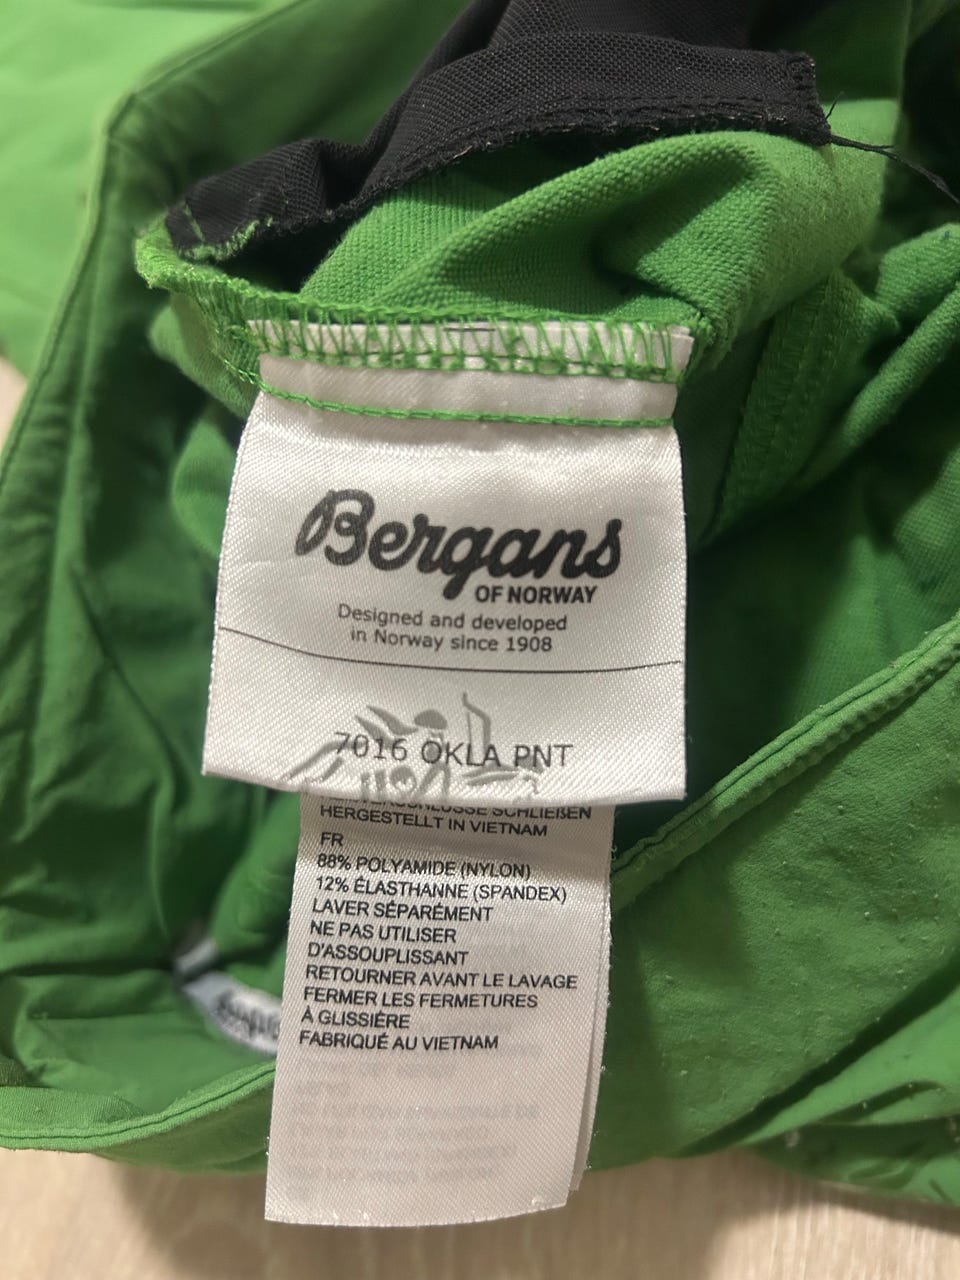 Bergans
OF NORWAY
Designed and developed
in Norway since 1908
7016 OKLA PNT
SCHLIEẞEN
HERGESTELLT IN VIETNAM
FR
88% POLYAMIDE (NYLON)
12% ÉLASTHANNE (SPANDEX)
LAVER SÉPARÉMENT
NE PAS UTILISER
D'ASSOUPLISSANT
RETOURNER AVANT LE LAVAGE
FERMER LES FERMETURES
À GLISSIÈRE
FABRIQUÉ AU VIETNAM